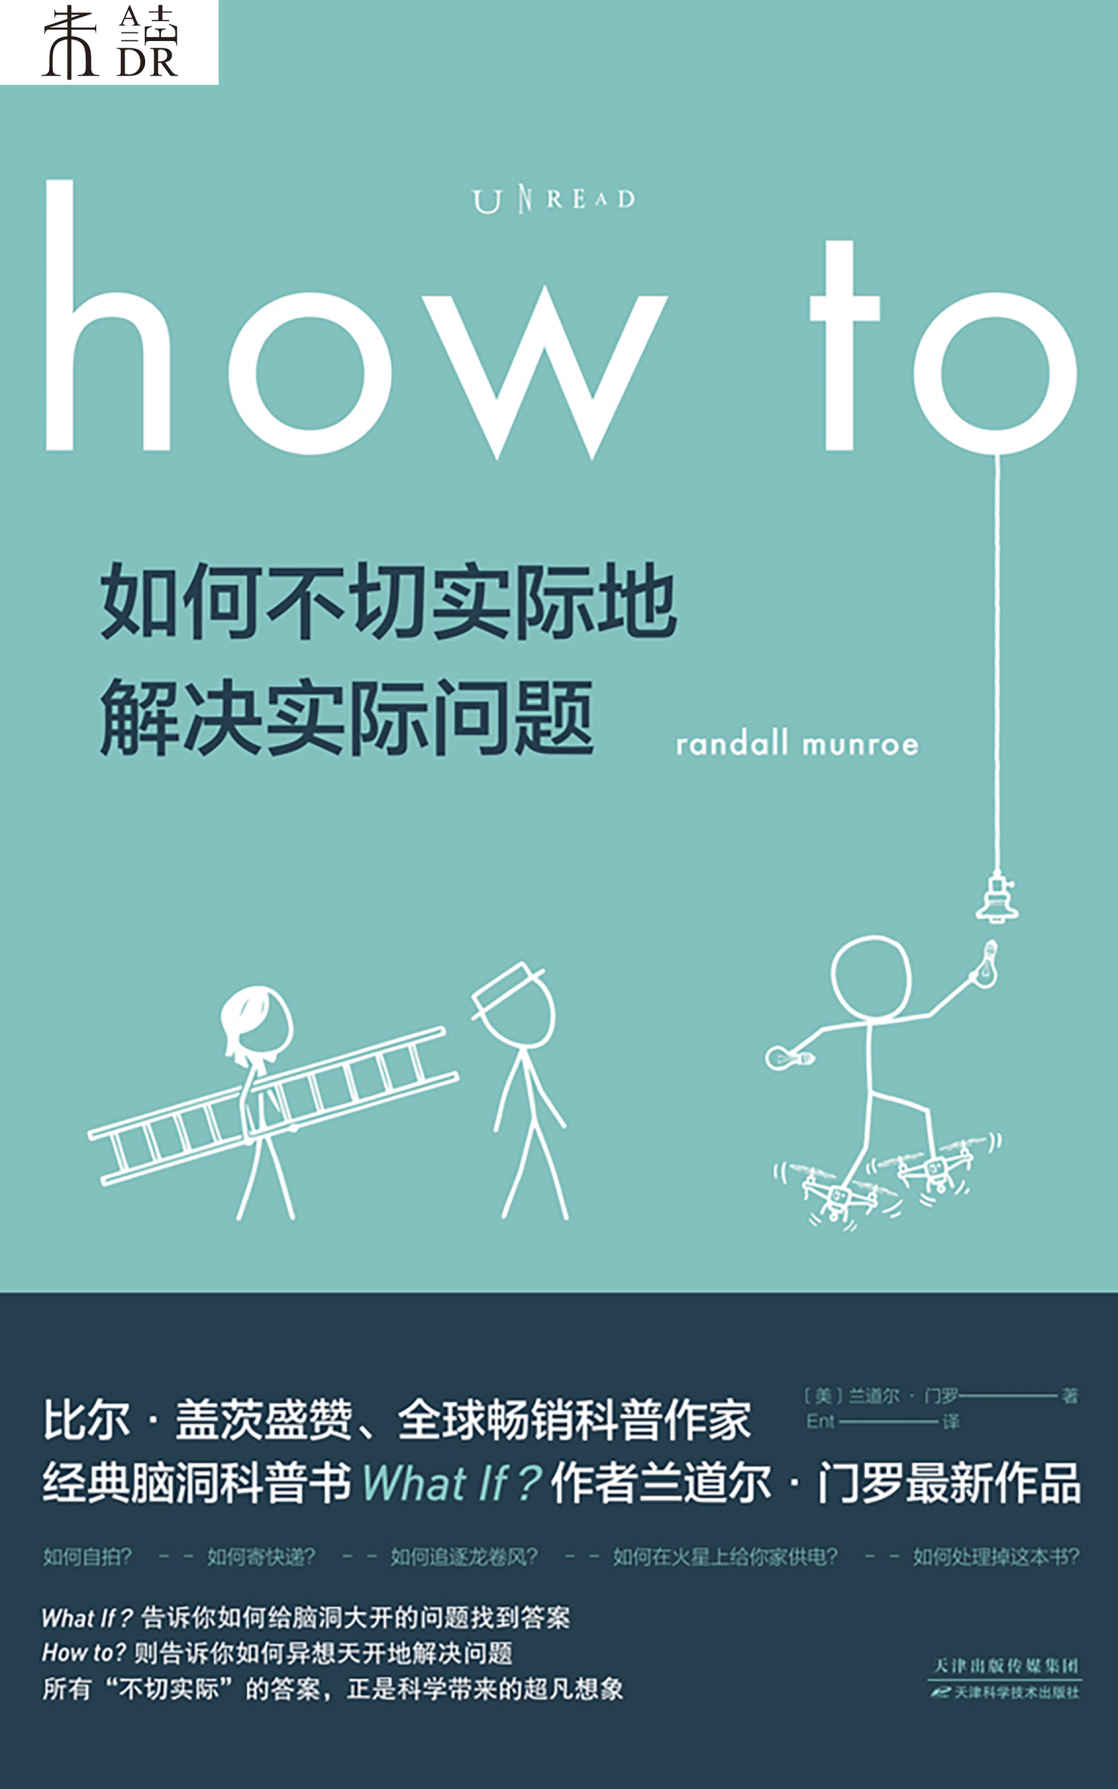 未 讀
A DR
UNREAD
how to
如何不切实际地
解决实际问题
randall munroe
比尔·盖茨盛赞、全球畅销科普作家
〔美〕兰道尔·门罗——著
Ent——译
经典脑洞科普书 What If? 作者兰道尔·门罗最新作品
如何自拍? -- 如何寄快递? -- 如何追逐龙卷风? -- 如何在火星上给你家供电? -- 如何处理掉这本书?
What If? 告诉你如何给脑洞大开的问题找到答案
How to? 则告诉你如何异想天开地解决问题
所有“不切实际”的答案，正是科学带来的超凡想象
天津出版传媒集团
天津科学技术出版社